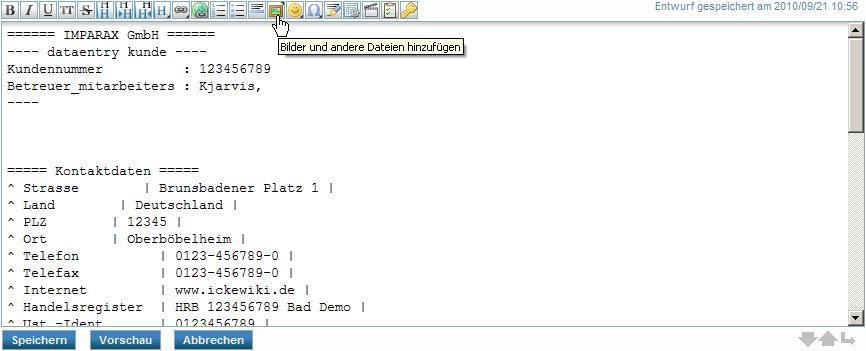 B I U TT S H H H H
Entwurf gespeichert am 2010/09/21 10:56
Bilder und andere Dateien hinzufügen
====== IMPARAX GmbH ======
---- dataentry kunde ----
Kundennummer : 123456789
Betreuer_mitarbeiters : Kjarvis,
----
===== Kontaktdaten =====
^ Strasse | Brunsbadener Platz 1 |
^ Land | Deutschland |
^ PLZ | 12345 |
^ Ort | Oberböbelheim |
^ Telefon | 0123-456789-0 |
^ Telefax | 0123-456789-0 |
^ Internet | www.ickewiki.de |
^ Handelsregister | HRB 123456789 Bad Demo |
^ Ust.-Ident | 0123456789 |
Speichern Vorschau Abbrechen